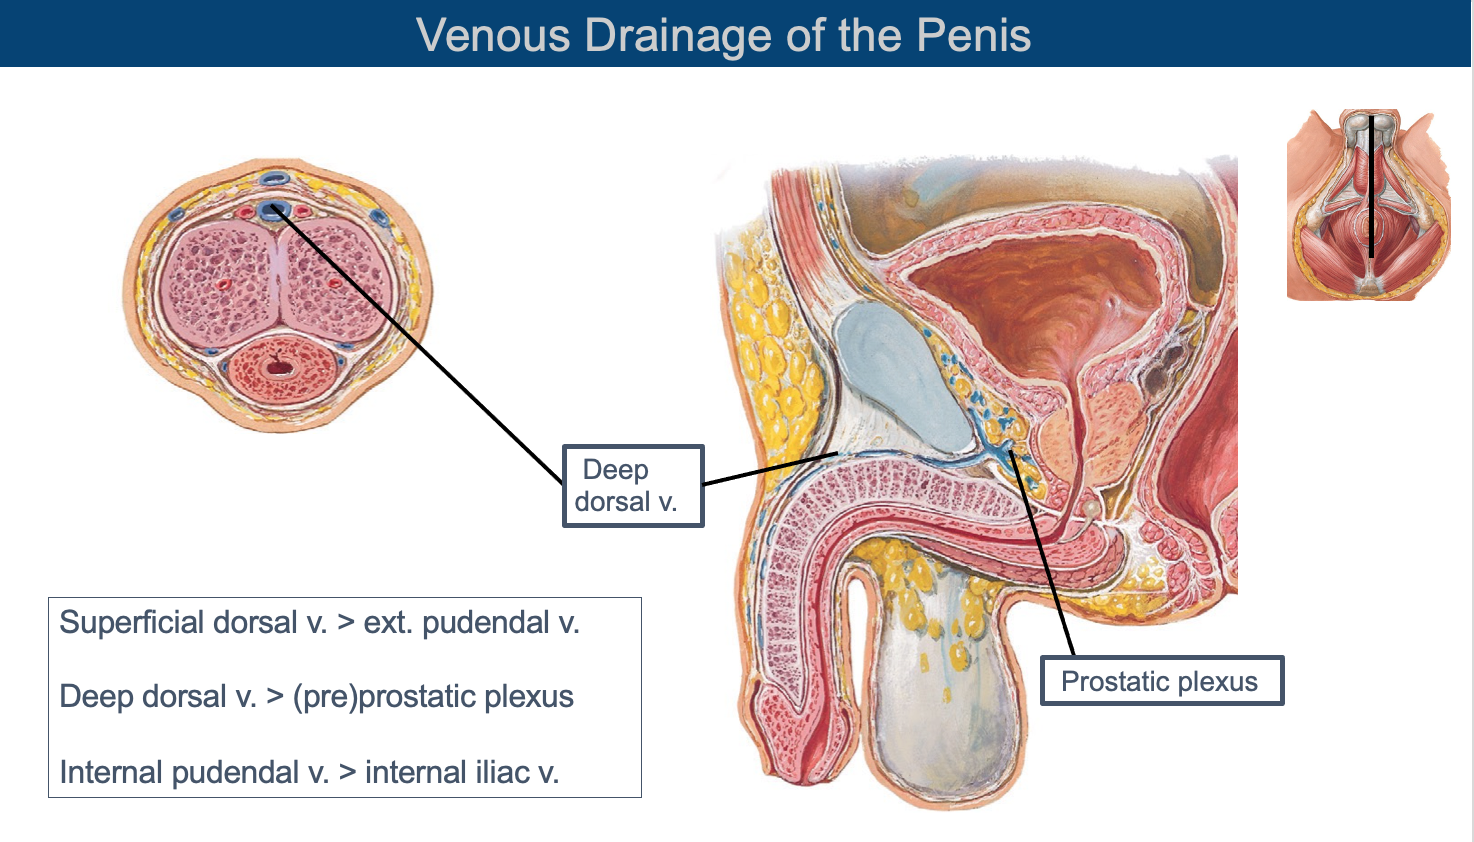 Venous Drainage of the Penis
Deep
dorsal v.
Superficial dorsal v. > ext. pudendal v.
Deep dorsal v. > (pre)prostatic plexus
Internal pudendal v. > internal iliac v.
Prostatic plexus